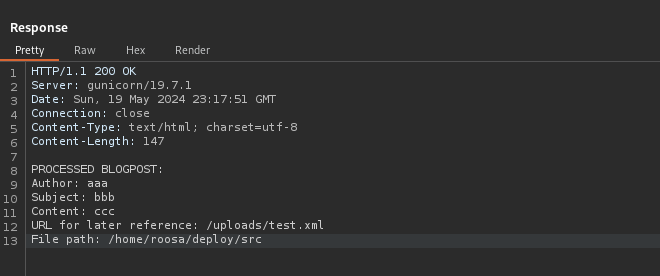 Response
Pretty Raw Hex Render
1 HTTP/1.1 200 OK
2 Server: gunicorn/19.7.1
3 Date: Sun, 19 May 2024 23:17:51 GMT
4 Connection: close
5 Content-Type: text/html; charset=utf-8
6 Content-Length: 147
7
8 PROCESSED BLOGPOST:
9 Author: aaa
10 Subject: bbb
11 Content: ccc
12 URL for later reference: /uploads/test.xml
13 File path: /home/roosa/deploy/src